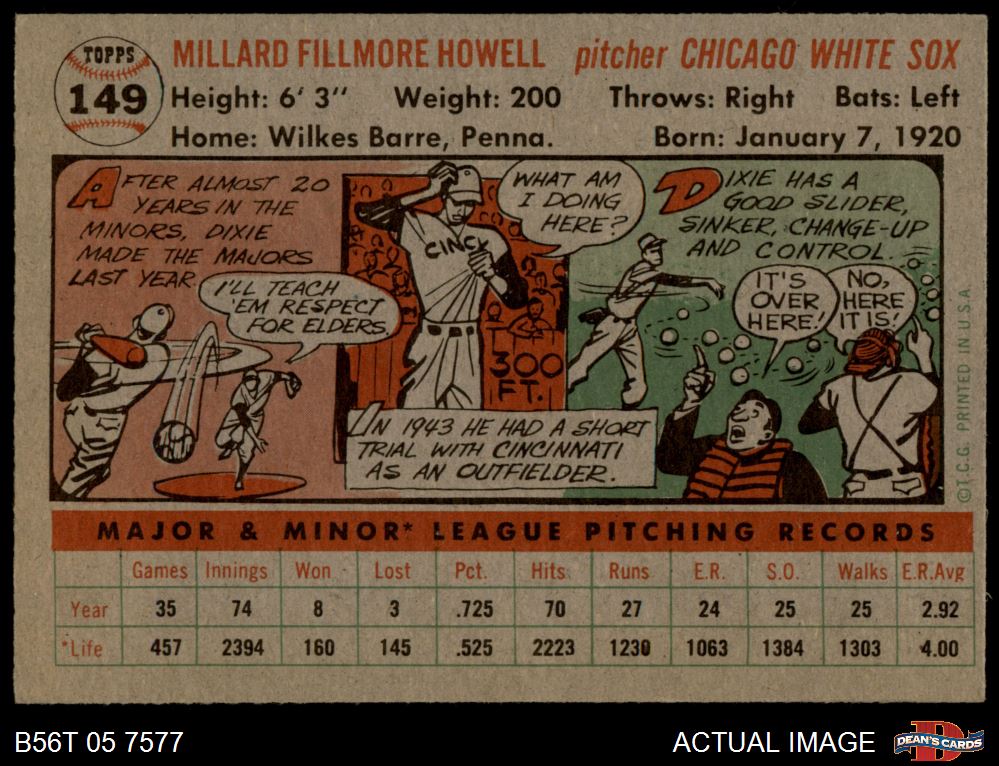 TOPPS
149
MILLARD FILLMORE HOWELL pitcher CHICAGO WHITE SOX
Height: 6' 3" Weight: 200 Throws: Right Bats: Left
Home: Wilkes Barre, Penna. Born: January 7, 1920
AFTER ALMOST 20
YEARS IN THE
MINORS, DIXIE
MADE THE MAJORS
LAST YEAR.
I'LL TEACH
'EM RESPECT
FOR ELDERS.
WHAT AM
I DOING
HERE?
CINCY
300
FT.
IN 1943 HE HAD A SHORT
TRIAL WITH CINCINNATI
AS AN OUTFIELDER.
DIXIE HAS A
GOOD SLIDER,
SINKER, CHANGE-UP
AND CONTROL.
IT'S
OVER
HERE!
NO,
HERE
IT IS!
©T.C.G. PRINTED IN U.S.A.
MAJOR & MINOR* LEAGUE PITCHING RECORDS
Games Innings Won Lost Pct. Hits Runs E.R. S.O. Walks E.R.Avg
Year 35 74 8 3 .725 70 27 24 25 25 2.92
*Life 457 2394 160 145 .525 2223 1230 1063 1384 1303 4.00
B56T 05 7577 ACTUAL IMAGE DEAN'S CARDS